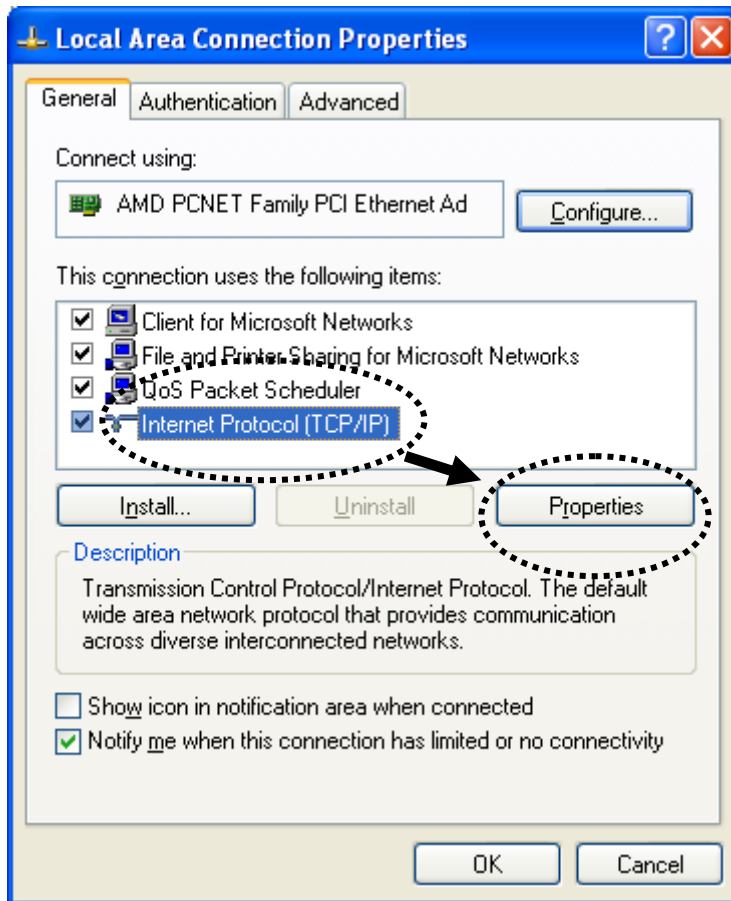 Local Area Connection Properties
General Authentication Advanced
Connect using:
AMD PCNET Family PCI Ethernet Ad
Configure...
This connection uses the following items:
Client for Microsoft Networks
File and Printer Sharing for Microsoft Networks
QoS Packet Scheduler
Internet Protocol (TCP/IP)
Install... Uninstall Properties
Description
Transmission Control Protocol/Internet Protocol. The default
wide area network protocol that provides communication
across diverse interconnected networks.
Show icon in notification area when connected
Notify me when this connection has limited or no connectivity
OK Cancel